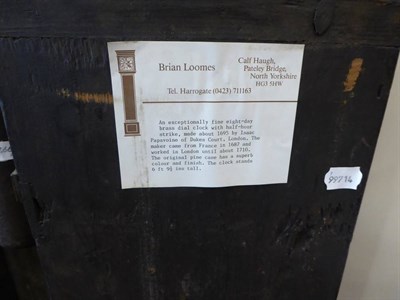 Brian Loomes
Calf Haugh,
Pateley Bridge,
North Yorkshire
HG3 5HW
Tel. Harrogate (0423) 711163
An exceptionally fine eight-day
brass dial clock with half-hour
strike, made about 1695 by Isaac
Papavoine of Dukes Court, London. The
maker came from France in 1687 and
worked in London until about 1710.
The original pine case has a superb
colour and finish. The clock stands
6 ft 9½ ins tall.